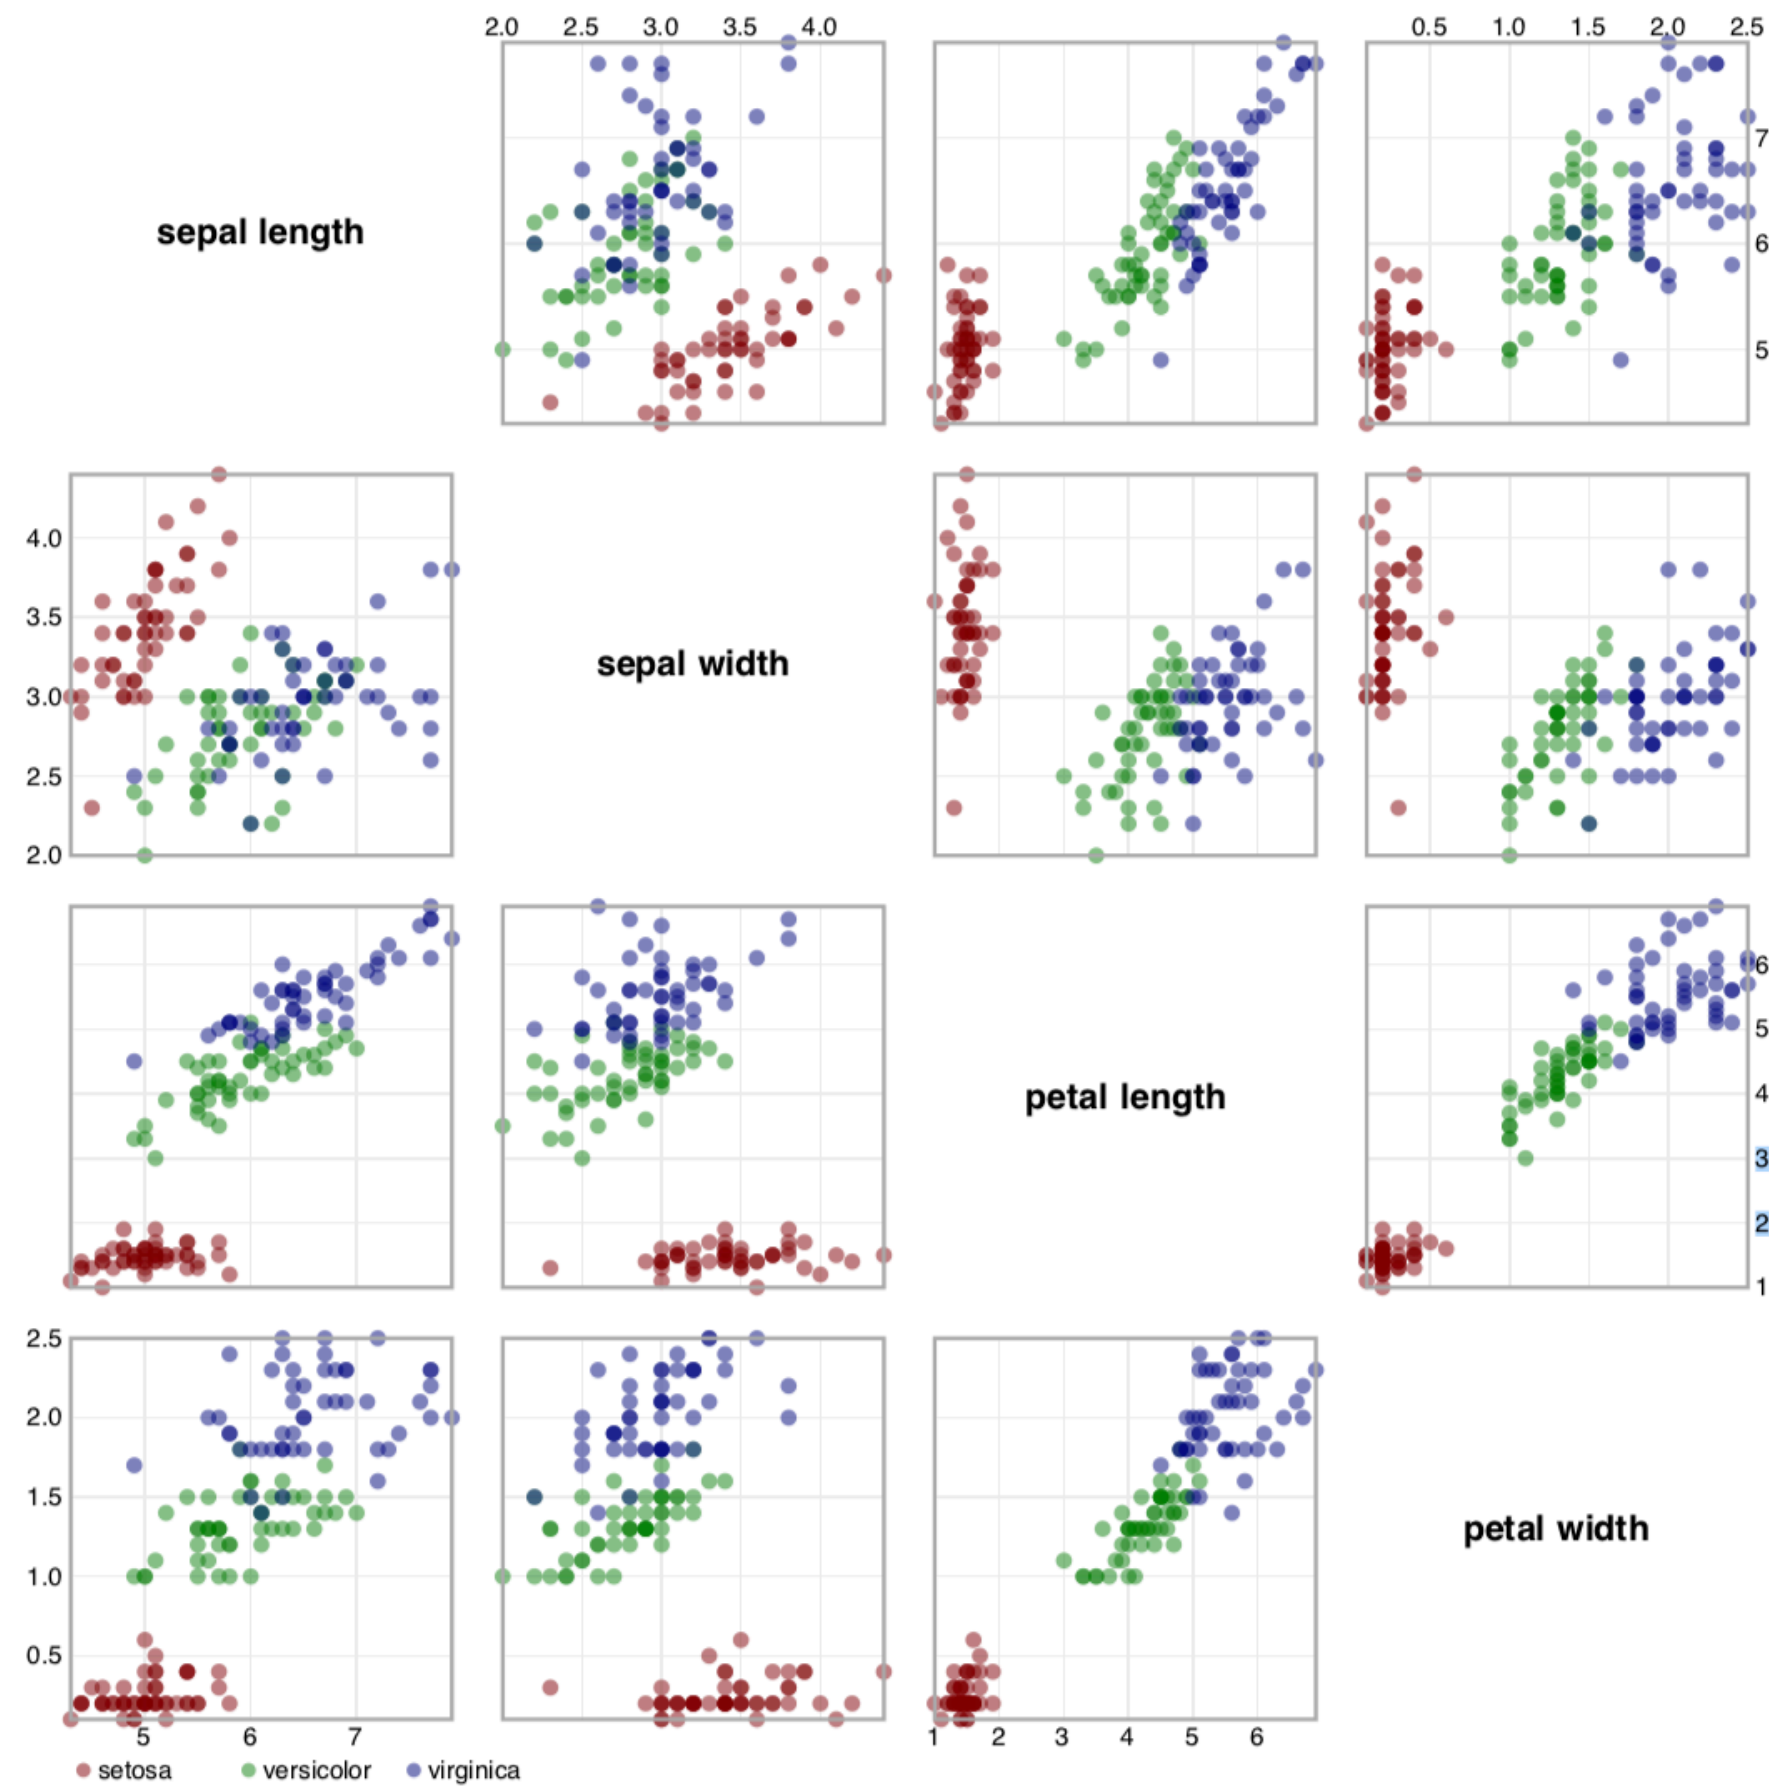 2.0 2.5 3.0 3.5 4.0 0.5 1.0 1.5 2.0 2.5
7
sepal length
6
5
4.0
3.5
sepal width
3.0
2.5
2.0
6
5
petal length
4
3
2
1
2.5
2.0
1.5
petal width
1.0
0.5
5 6 7 1 2 3 4 5 6
setosa versicolor virginica